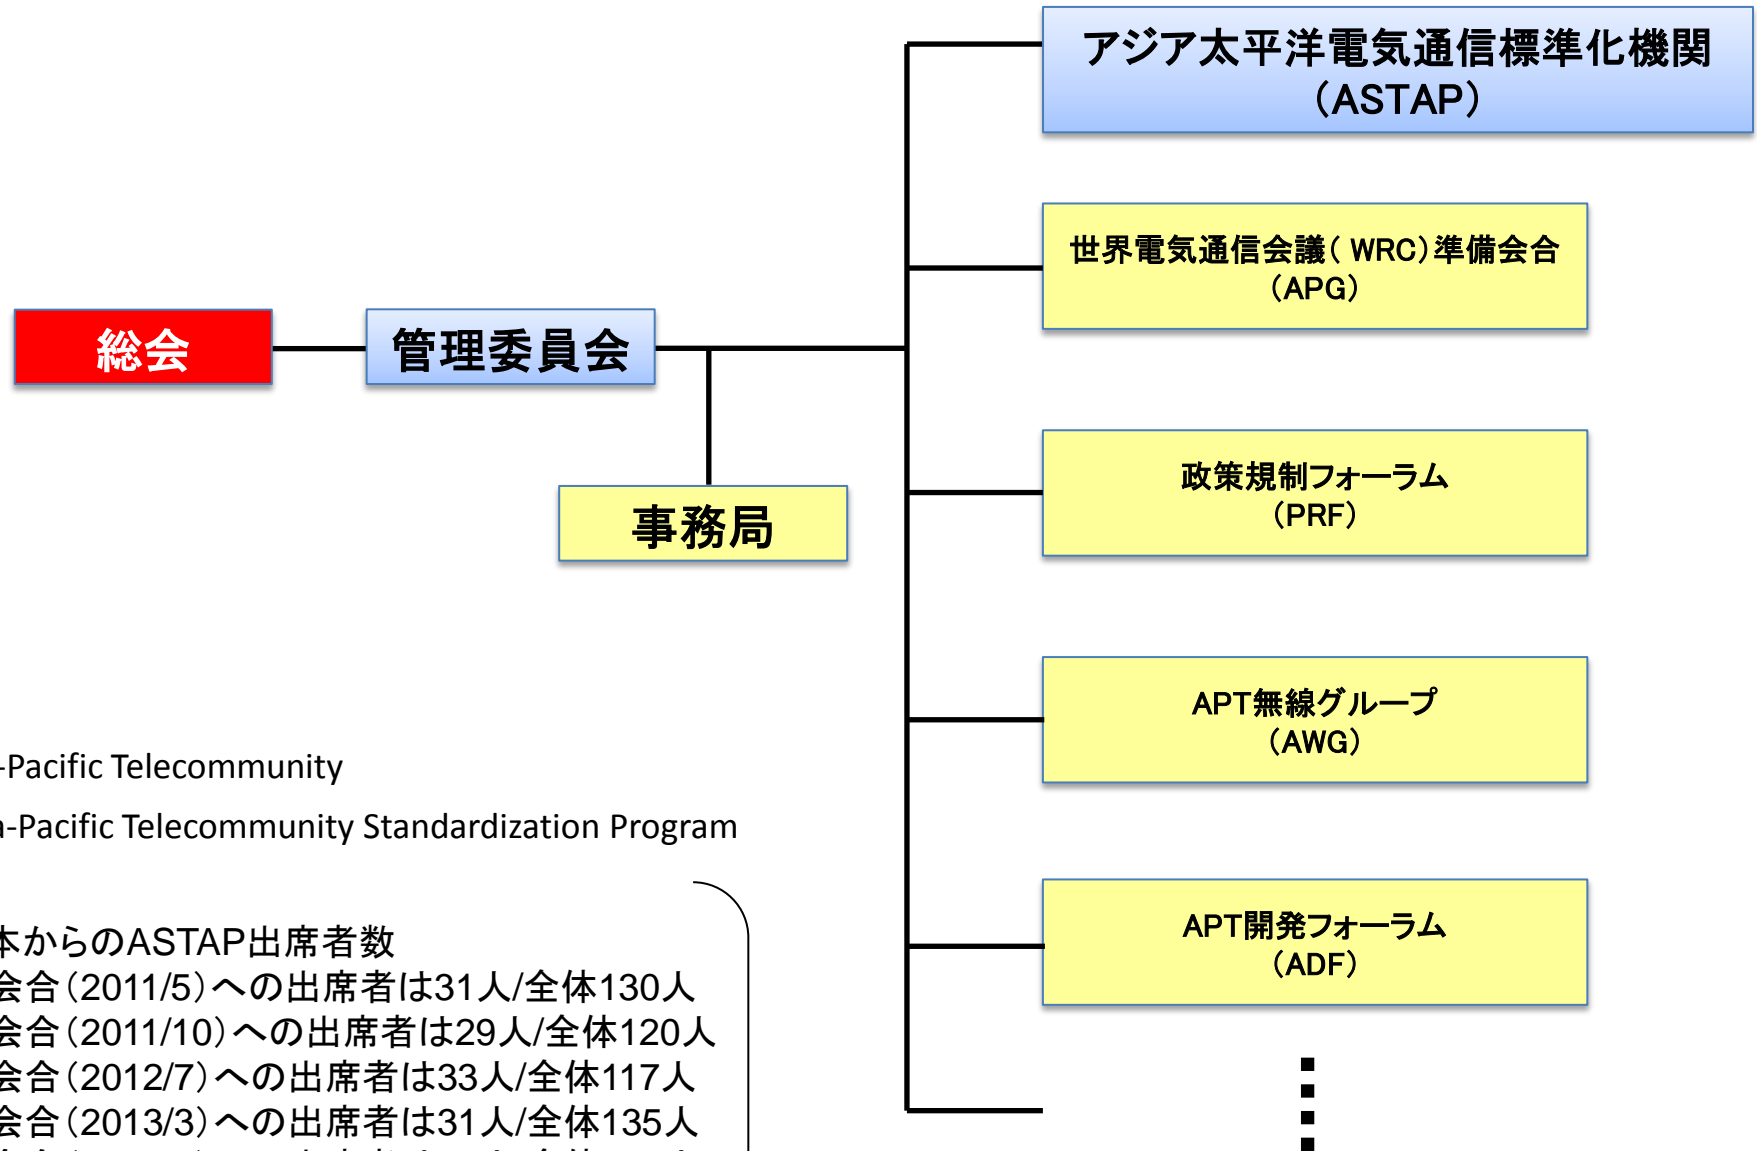 アジア太平洋電気通信標準化機関
（ASTAP）
世界電気通信会議（ WRC）準備会合
（APG）
総会
管理委員会
政策規制フォーラム
（PRF）
事務局
APT無線グループ
（AWG）
-Pacific Telecommunity
a-Pacific Telecommunity Standardization Program
APT開発フォーラム
（ADF）
本からのASTAP出席者数
会合（2011/5）への出席者は31人/全体130人
会合（2011/10）への出席者は29人/全体120人
会合（2012/7）への出席者は33人/全体117人
会合（2013/3）への出席者は31人/全体135人